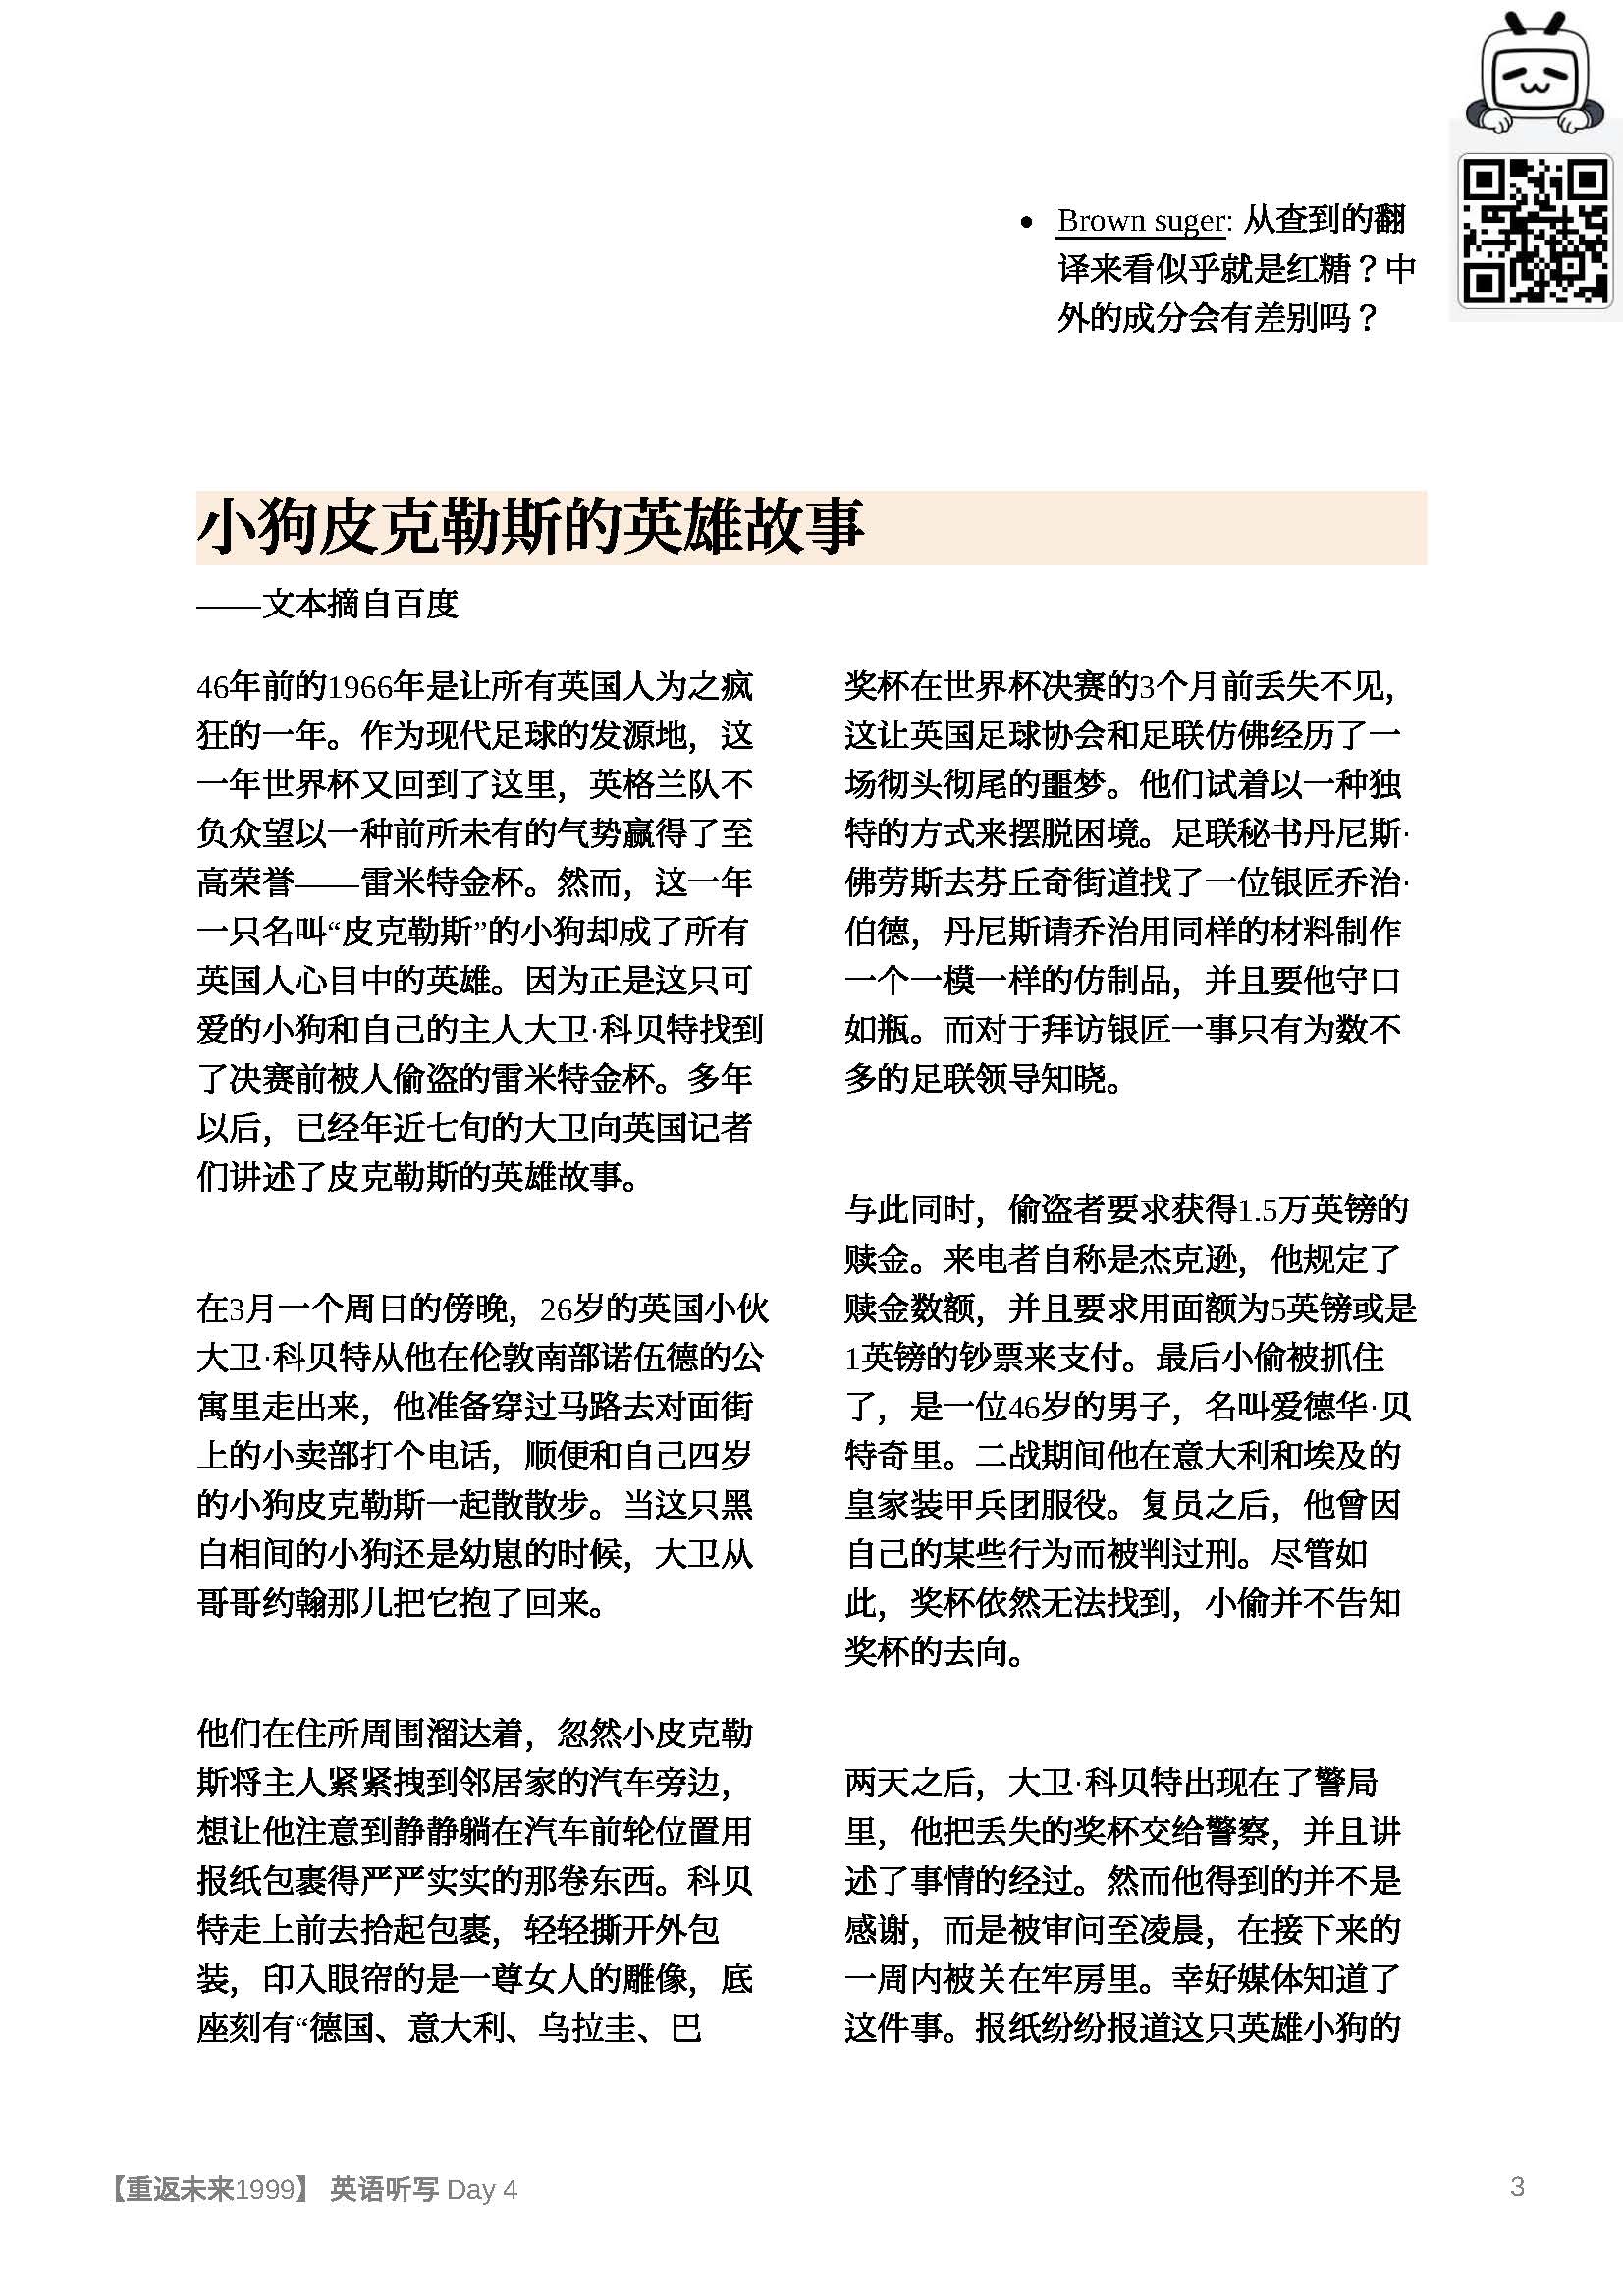 • Brown suger: 从查到的翻
译来看似乎就是红糖？中
外的成分会有差别吗？
小狗皮克勒斯的英雄故事
——文本摘自百度
46年前的1966年是让所有英国人为之疯
狂的一年。作为现代足球的发源地，这
一年世界杯又回到了这里，英格兰队不
负众望以一种前所未有的气势赢得了至
高荣誉——雷米特金杯。然而，这一年
一只名叫“皮克勒斯”的小狗却成了所有
英国人心目中的英雄。因为正是这只可
爱的小狗和自己的主人大卫·科贝特找到
了决赛前被人偷盗的雷米特金杯。多年
以后，已经年近七旬的大卫向英国记者
们讲述了皮克勒斯的英雄故事。
在3月一个周日的傍晚，26岁的英国小伙
大卫·科贝特从他在伦敦南部诺伍德的公
寓里走出来，他准备穿过马路去对面街
上的小卖部打个电话，顺便和自己四岁
的小狗皮克勒斯一起散散步。当这只黑
白相间的小狗还是幼崽的时候，大卫从
哥哥约翰那儿把它抱了回来。
他们在住所周围溜达着，忽然小皮克勒
斯将主人紧紧拽到邻居家的汽车旁边，
想让他注意到静静躺在汽车前轮位置用
报纸包裹得严严实实的那卷东西。科贝
特走上前去拾起包裹，轻轻撕开外包
装，印入眼帘的是一尊女人的雕像，底
座刻有“德国、意大利、乌拉圭、巴
奖杯在世界杯决赛的3个月前丢失不见，
这让英国足球协会和足联仿佛经历了一
场彻头彻尾的噩梦。他们试着以一种独
特的方式来摆脱困境。足联秘书丹尼斯·
佛劳斯去芬丘奇街道找了一位银匠乔治·
伯德，丹尼斯请乔治用同样的材料制作
一个一模一样的仿制品，并且要他守口
如瓶。而对于拜访银匠一事只有为数不
多的足联领导知晓。
与此同时，偷盗者要求获得1.5万英镑的
赎金。来电者自称是杰克逊，他规定了
赎金数额，并且要求用面额为5英镑或是
1英镑的钞票来支付。最后小偷被抓住
了，是一位46岁的男子，名叫爱德华·贝
特奇里。二战期间他在意大利和埃及的
皇家装甲兵团服役。复员之后，他曾因
自己的某些行为而被判过刑。尽管如
此，奖杯依然无法找到，小偷并不告知
奖杯的去向。
两天之后，大卫·科贝特出现在了警局
里，他把丢失的奖杯交给警察，并且讲
述了事情的经过。然而他得到的并不是
感谢，而是被审问至凌晨，在接下来的
一周内被关在牢房里。幸好媒体知道了
这件事。报纸纷纷报道这只英雄小狗的
【重返未来1999】 英语听写 Day 4
3